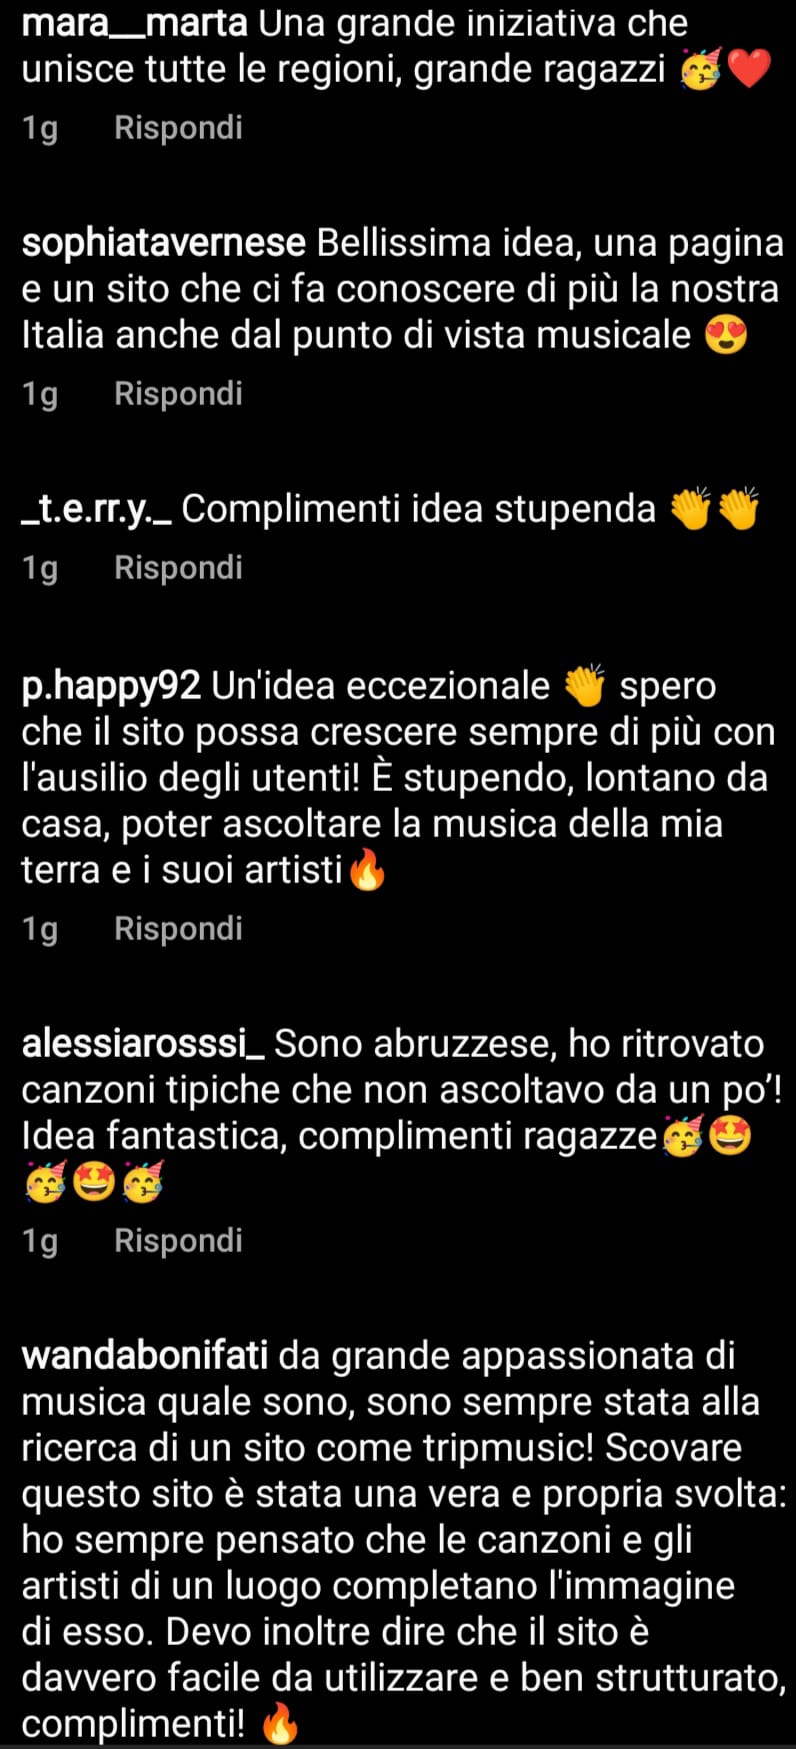 mara__marta Una grande iniziativa che
unisce tutte le regioni, grande ragazzi 🥳❤️
1g Rispondi
sophiatavernese Bellissima idea, una pagina
e un sito che ci fa conoscere di più la nostra
Italia anche dal punto di vista musicale 😍
1g Rispondi
_t.e.rr.y._ Complimenti idea stupenda 👏👏
1g Rispondi
p.happy92 Un'idea eccezionale 👏 spero
che il sito possa crescere sempre di più con
l'ausilio degli utenti! È stupendo, lontano da
casa, poter ascoltare la musica della mia
terra e i suoi artisti🔥
1g Rispondi
alessiarosssi_ Sono abruzzese, ho ritrovato
canzoni tipiche che non ascoltavo da un po’!
Idea fantastica, complimenti ragazze🥳🤩
🥳🤩🥳
1g Rispondi
wandabonifati da grande appassionata di
musica quale sono, sono sempre stata alla
ricerca di un sito come tripmusic! Scovare
questo sito è stata una vera e propria svolta:
ho sempre pensato che le canzoni e gli
artisti di un luogo completano l'immagine
di esso. Devo inoltre dire che il sito è
davvero facile da utilizzare e ben strutturato,
complimenti! 🔥